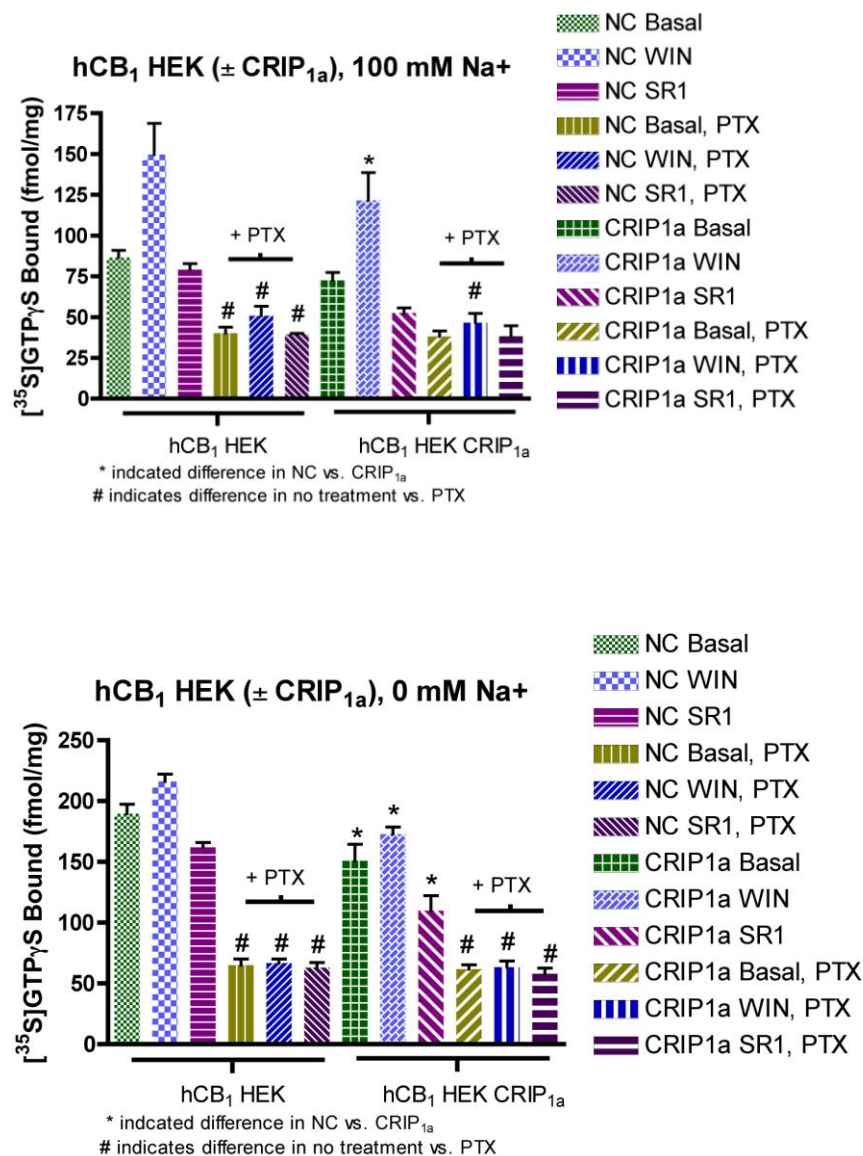 hCB₁ HEK (± CRIP₁ₐ), 100 mM Na+
[³⁵S]GTPγS Bound (fmol/mg)
175
150
125
100
75
50
25
0
*
+ PTX
+ PTX
# # #
#
hCB₁ HEK
hCB₁ HEK CRIP₁ₐ
* indcated difference in NC vs. CRIP₁ₐ
# indicates difference in no treatment vs. PTX
NC Basal
NC WIN
NC SR1
NC Basal, PTX
NC WIN, PTX
NC SR1, PTX
CRIP1a Basal
CRIP1a WIN
CRIP1a SR1
CRIP1a Basal, PTX
CRIP1a WIN, PTX
CRIP1a SR1, PTX
hCB₁ HEK (± CRIP₁ₐ), 0 mM Na+
[³⁵S]GTPγS Bound (fmol/mg)
250
200
150
100
50
0
* * *
+ PTX
+ PTX
# # #
# # #
hCB₁ HEK
hCB₁ HEK CRIP₁ₐ
* indcated difference in NC vs. CRIP₁ₐ
# indicates difference in no treatment vs. PTX
NC Basal
NC WIN
NC SR1
NC Basal, PTX
NC WIN, PTX
NC SR1, PTX
CRIP1a Basal
CRIP1a WIN
CRIP1a SR1
CRIP1a Basal, PTX
CRIP1a WIN, PTX
CRIP1a SR1, PTX